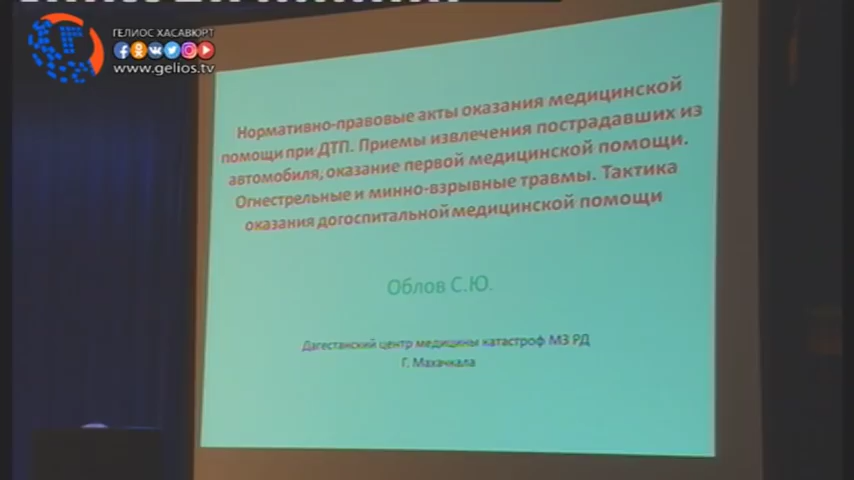 ГЕЛИОС ХАСАВЮРТ
www.gelios.tv
Нормативно-правовые акты оказания медицинской
помощи при ДТП. Приемы извлечения пострадавших из
автомобиля, оказание первой медицинской помощи.
Огнестрельные и минно-взрывные травмы. Тактика
оказания догоспитальной медицинской помощи
Облов С.Ю.
Дагестанский центр медицины катастроф МЗ РД
Г. Махачкала